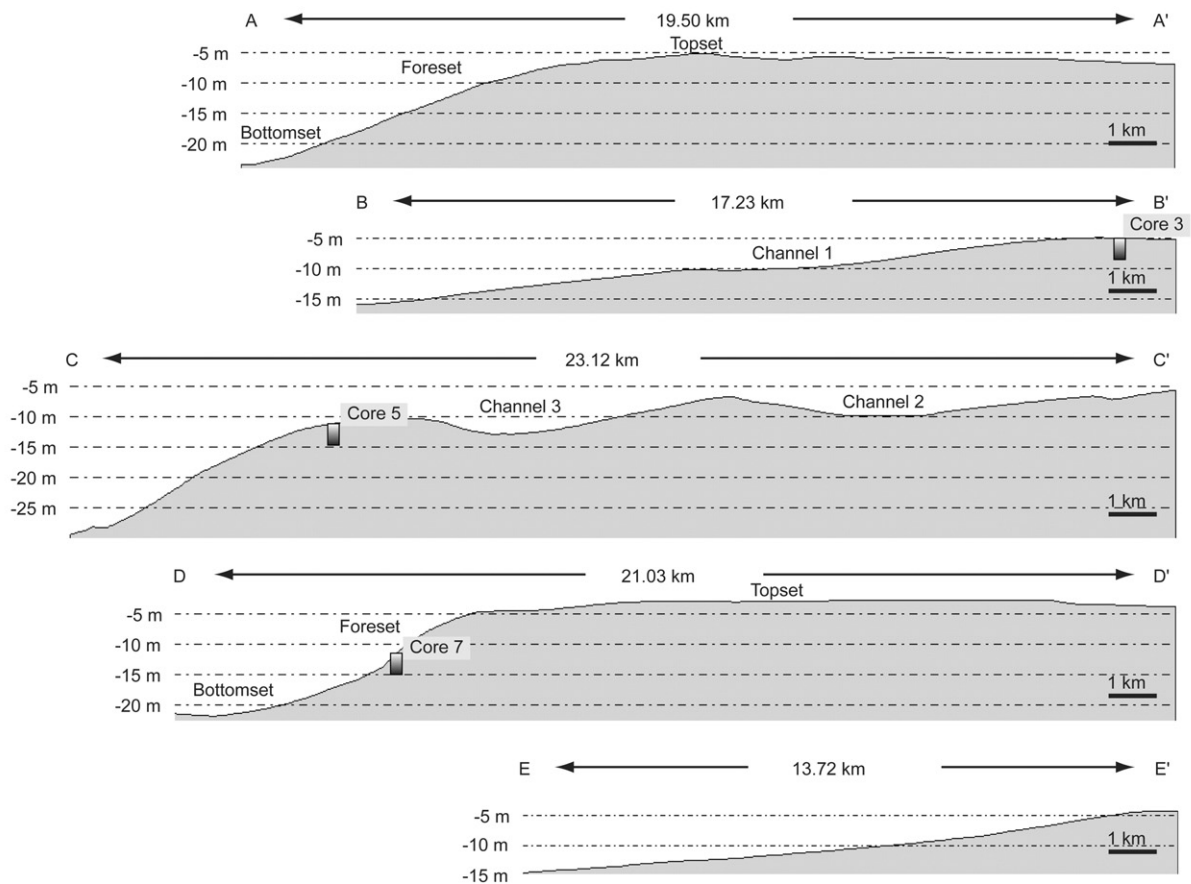 A 19.50 km A'
Topset
-5 m
Foreset
-10 m
-15 m
Bottomset
1 km
-20 m
B 17.23 km B'
Core 3
-5 m
Channel 1
-10 m
1 km
-15 m
C 23.12 km C'
-5 m
Core 5 Channel 3 Channel 2
-10 m
-15 m
-20 m
1 km
-25 m
D 21.03 km D'
Topset
-5 m
Foreset
-10 m
Core 7
-15 m
Bottomset
1 km
-20 m
E 13.72 km E'
-5 m
1 km
-10 m
-15 m